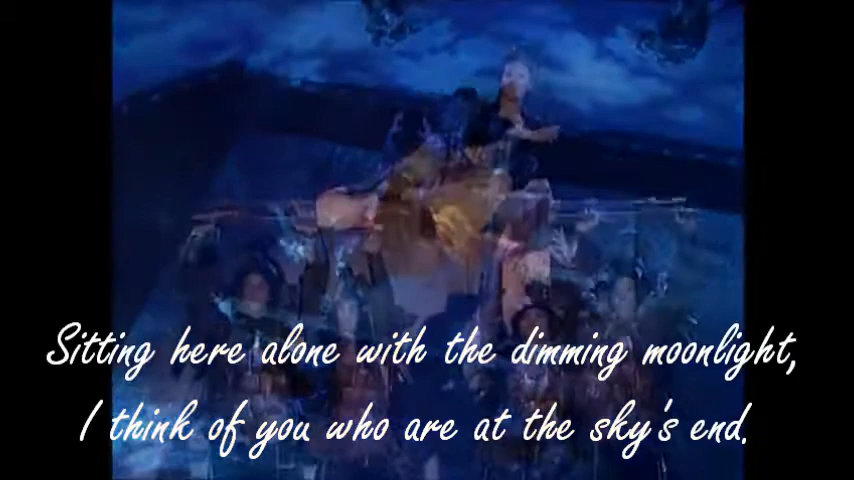 Sitting here alone with the dimming moonlight,
I think of you who are at the sky's end.